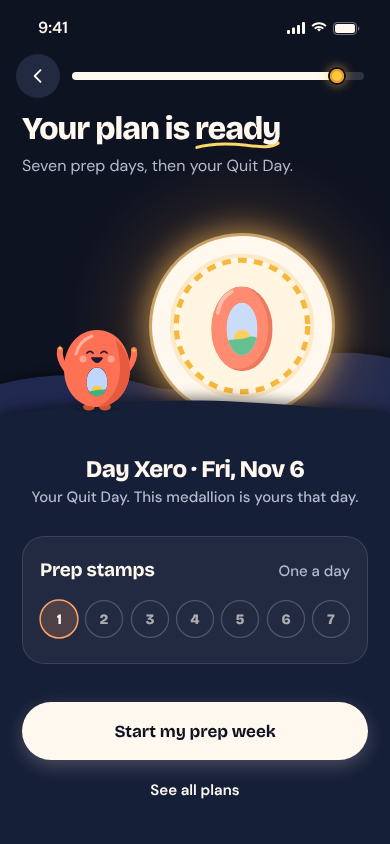 9:41
Your plan is ready
Seven prep days, then your Quit Day.
Day Xero · Fri, Nov 6
Your Quit Day. This medallion is yours that day.
Prep stamps
One a day
1 2 3 4 5 6 7
Start my prep week
See all plans